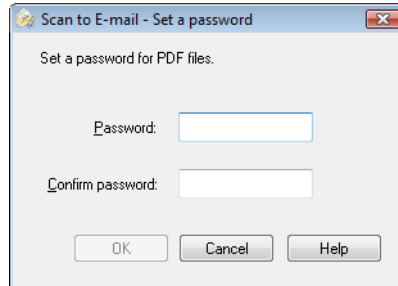 Scan to E-mail - Set a password
Set a password for PDF files.
Password:
Confirm password:
OK Cancel Help